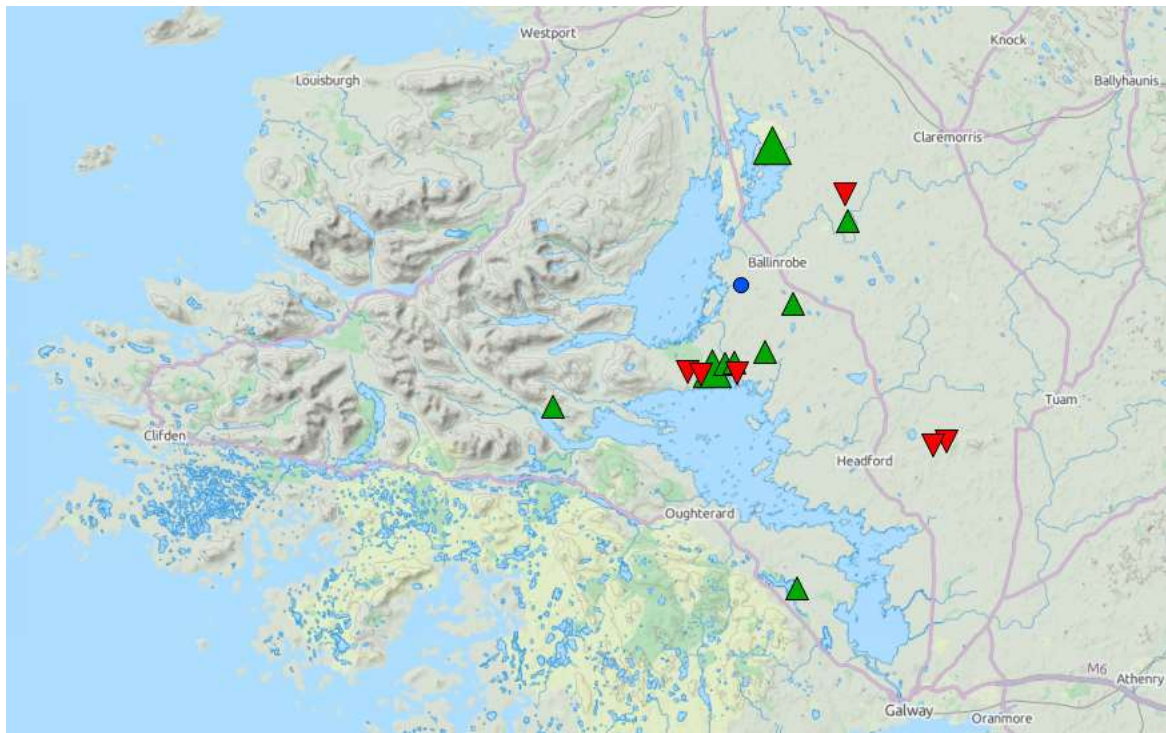 Westport
Knock
Louisburgh
Ballyhaunis
Claremorris
Ballinrobe
Tuam
Clifden
Headford
Oughterard
M6
Athenry
Galway
Oranmore